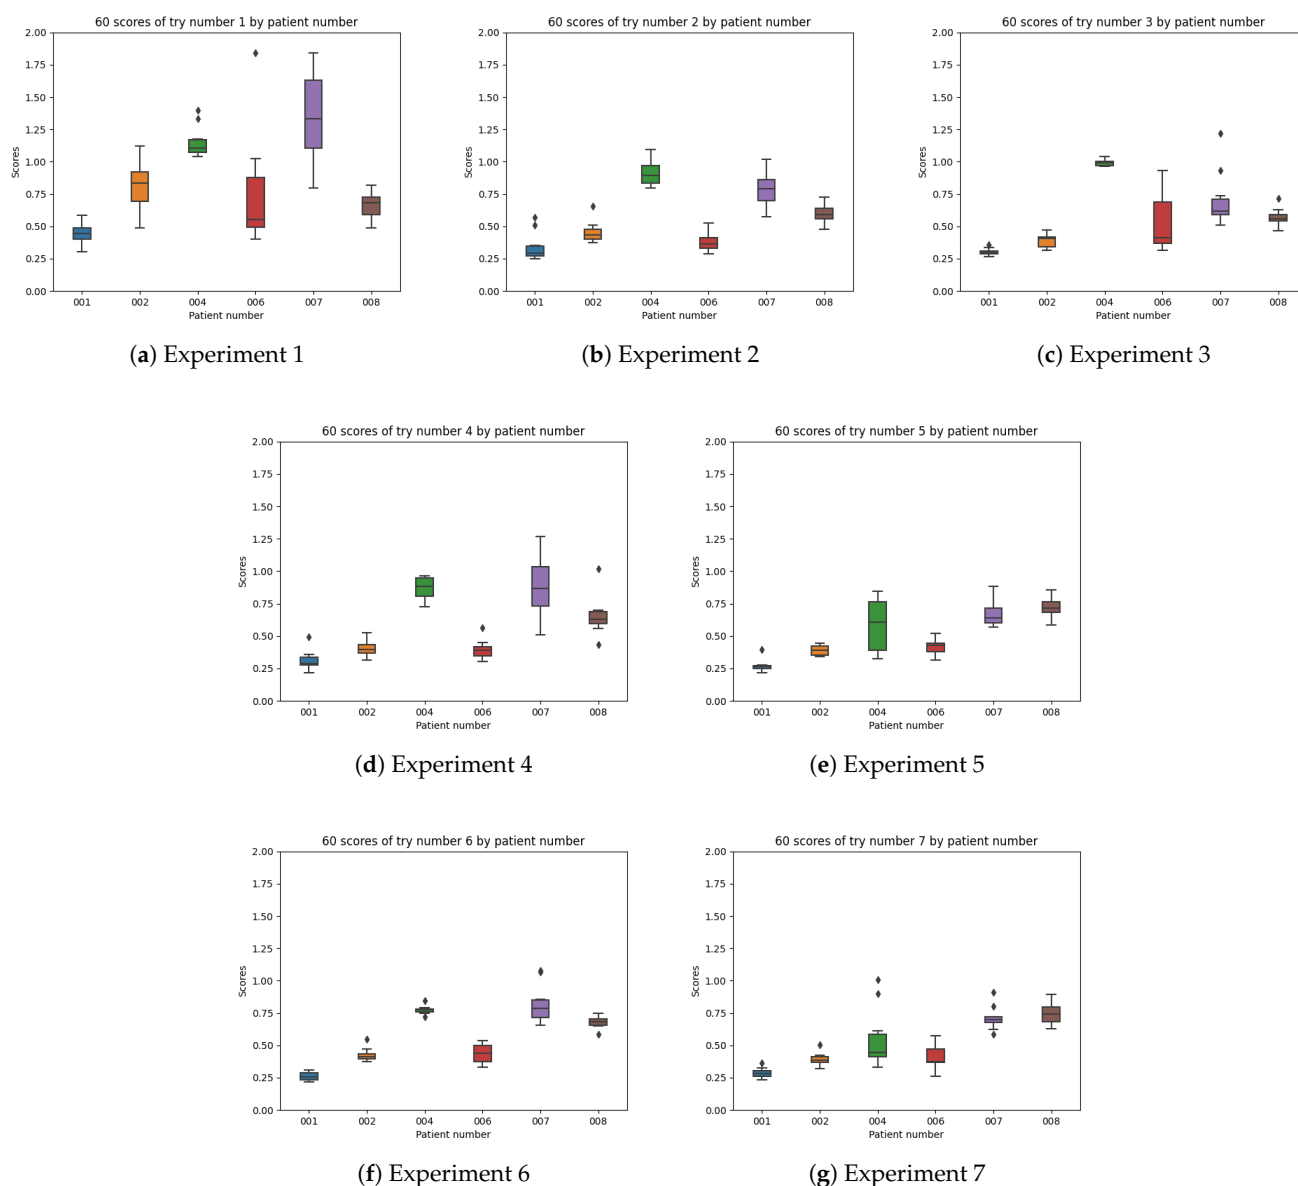 60 scores of try number 1 by patient number
2.00
1.75
1.50
1.25
1.00
0.75
0.50
0.25
0.00
Scores
001 002 004 006 007 008
Patient number
(a) Experiment 1
60 scores of try number 2 by patient number
2.00
1.75
1.50
1.25
1.00
0.75
0.50
0.25
0.00
Scores
001 002 004 006 007 008
Patient number
(b) Experiment 2
60 scores of try number 3 by patient number
2.00
1.75
1.50
1.25
1.00
0.75
0.50
0.25
0.00
Scores
001 002 004 006 007 008
Patient number
(c) Experiment 3
60 scores of try number 4 by patient number
2.00
1.75
1.50
1.25
1.00
0.75
0.50
0.25
0.00
Scores
001 002 004 006 007 008
Patient number
(d) Experiment 4
60 scores of try number 5 by patient number
2.00
1.75
1.50
1.25
1.00
0.75
0.50
0.25
0.00
Scores
001 002 004 006 007 008
Patient number
(e) Experiment 5
60 scores of try number 6 by patient number
2.00
1.75
1.50
1.25
1.00
0.75
0.50
0.25
0.00
Scores
001 002 004 006 007 008
Patient number
(f) Experiment 6
60 scores of try number 7 by patient number
2.00
1.75
1.50
1.25
1.00
0.75
0.50
0.25
0.00
Scores
001 002 004 006 007 008
Patient number
(g) Experiment 7